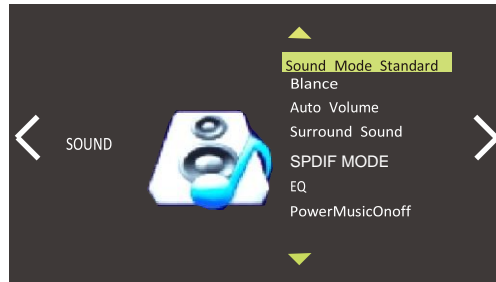 SOUND
Sound Mode Standard
Blance
Auto Volume
Surround Sound
SPDIF MODE
EQ
PowerMusicOnoff